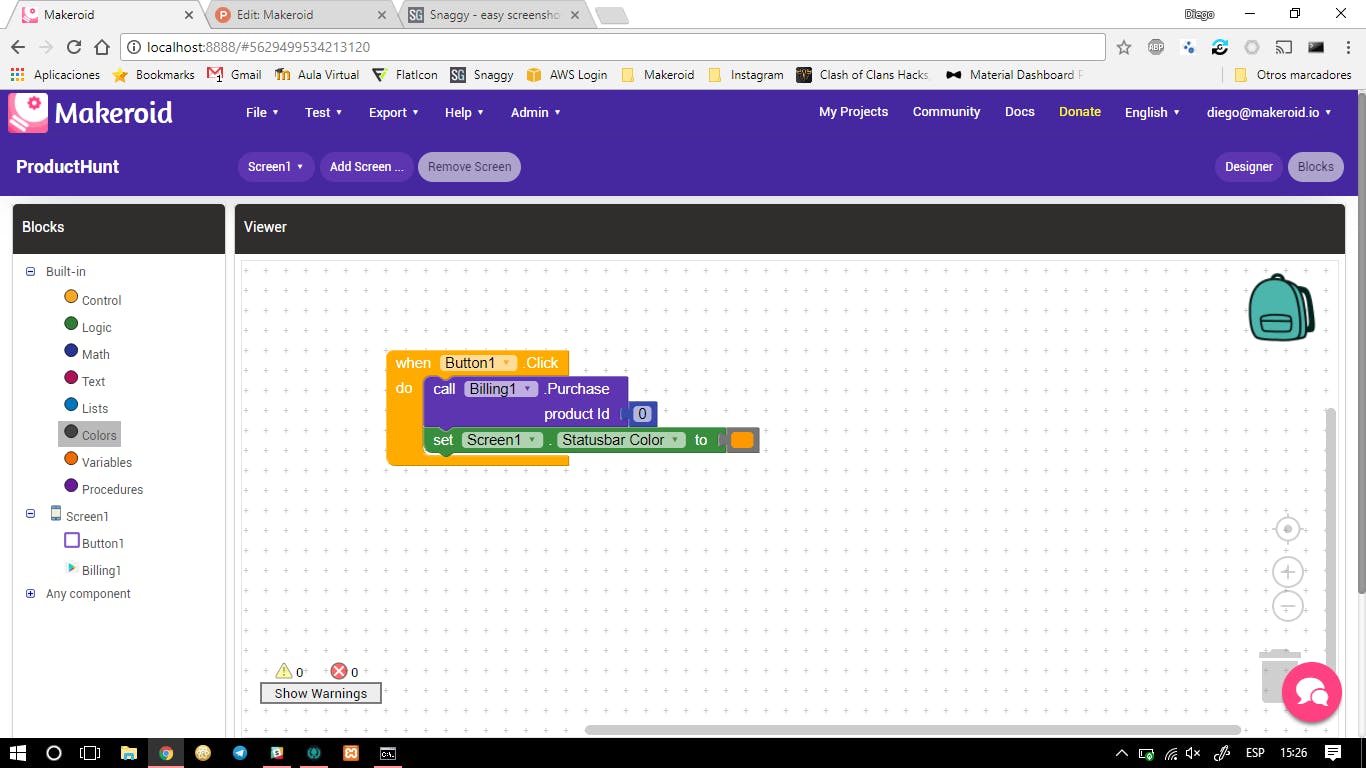 Makeroid
Edit: Makeroid
Snaggy - easy screensho
Diego
localhost:8888/#5629499534213120
Aplicaciones
Bookmarks
Gmail
Aula Virtual
FlatIcon
Snaggy
AWS Login
Makeroid
Instagram
Clash of Clans Hacks
Material Dashboard
Otros marcadores
Makeroid
File
Test
Export
Help
Admin
My Projects
Community
Docs
Donate
English
diego@makeroid.io
ProductHunt
Screen1
Add Screen ...
Remove Screen
Designer
Blocks
Blocks
Viewer
Built-in
Control
Logic
Math
Text
Lists
Colors
Variables
Procedures
Screen1
Button1
Billing1
Any component
when Button1 .Click
do call Billing1 .Purchase
product Id 0
set Screen1 . Statusbar Color to
0 0
Show Warnings
ESP 15:26